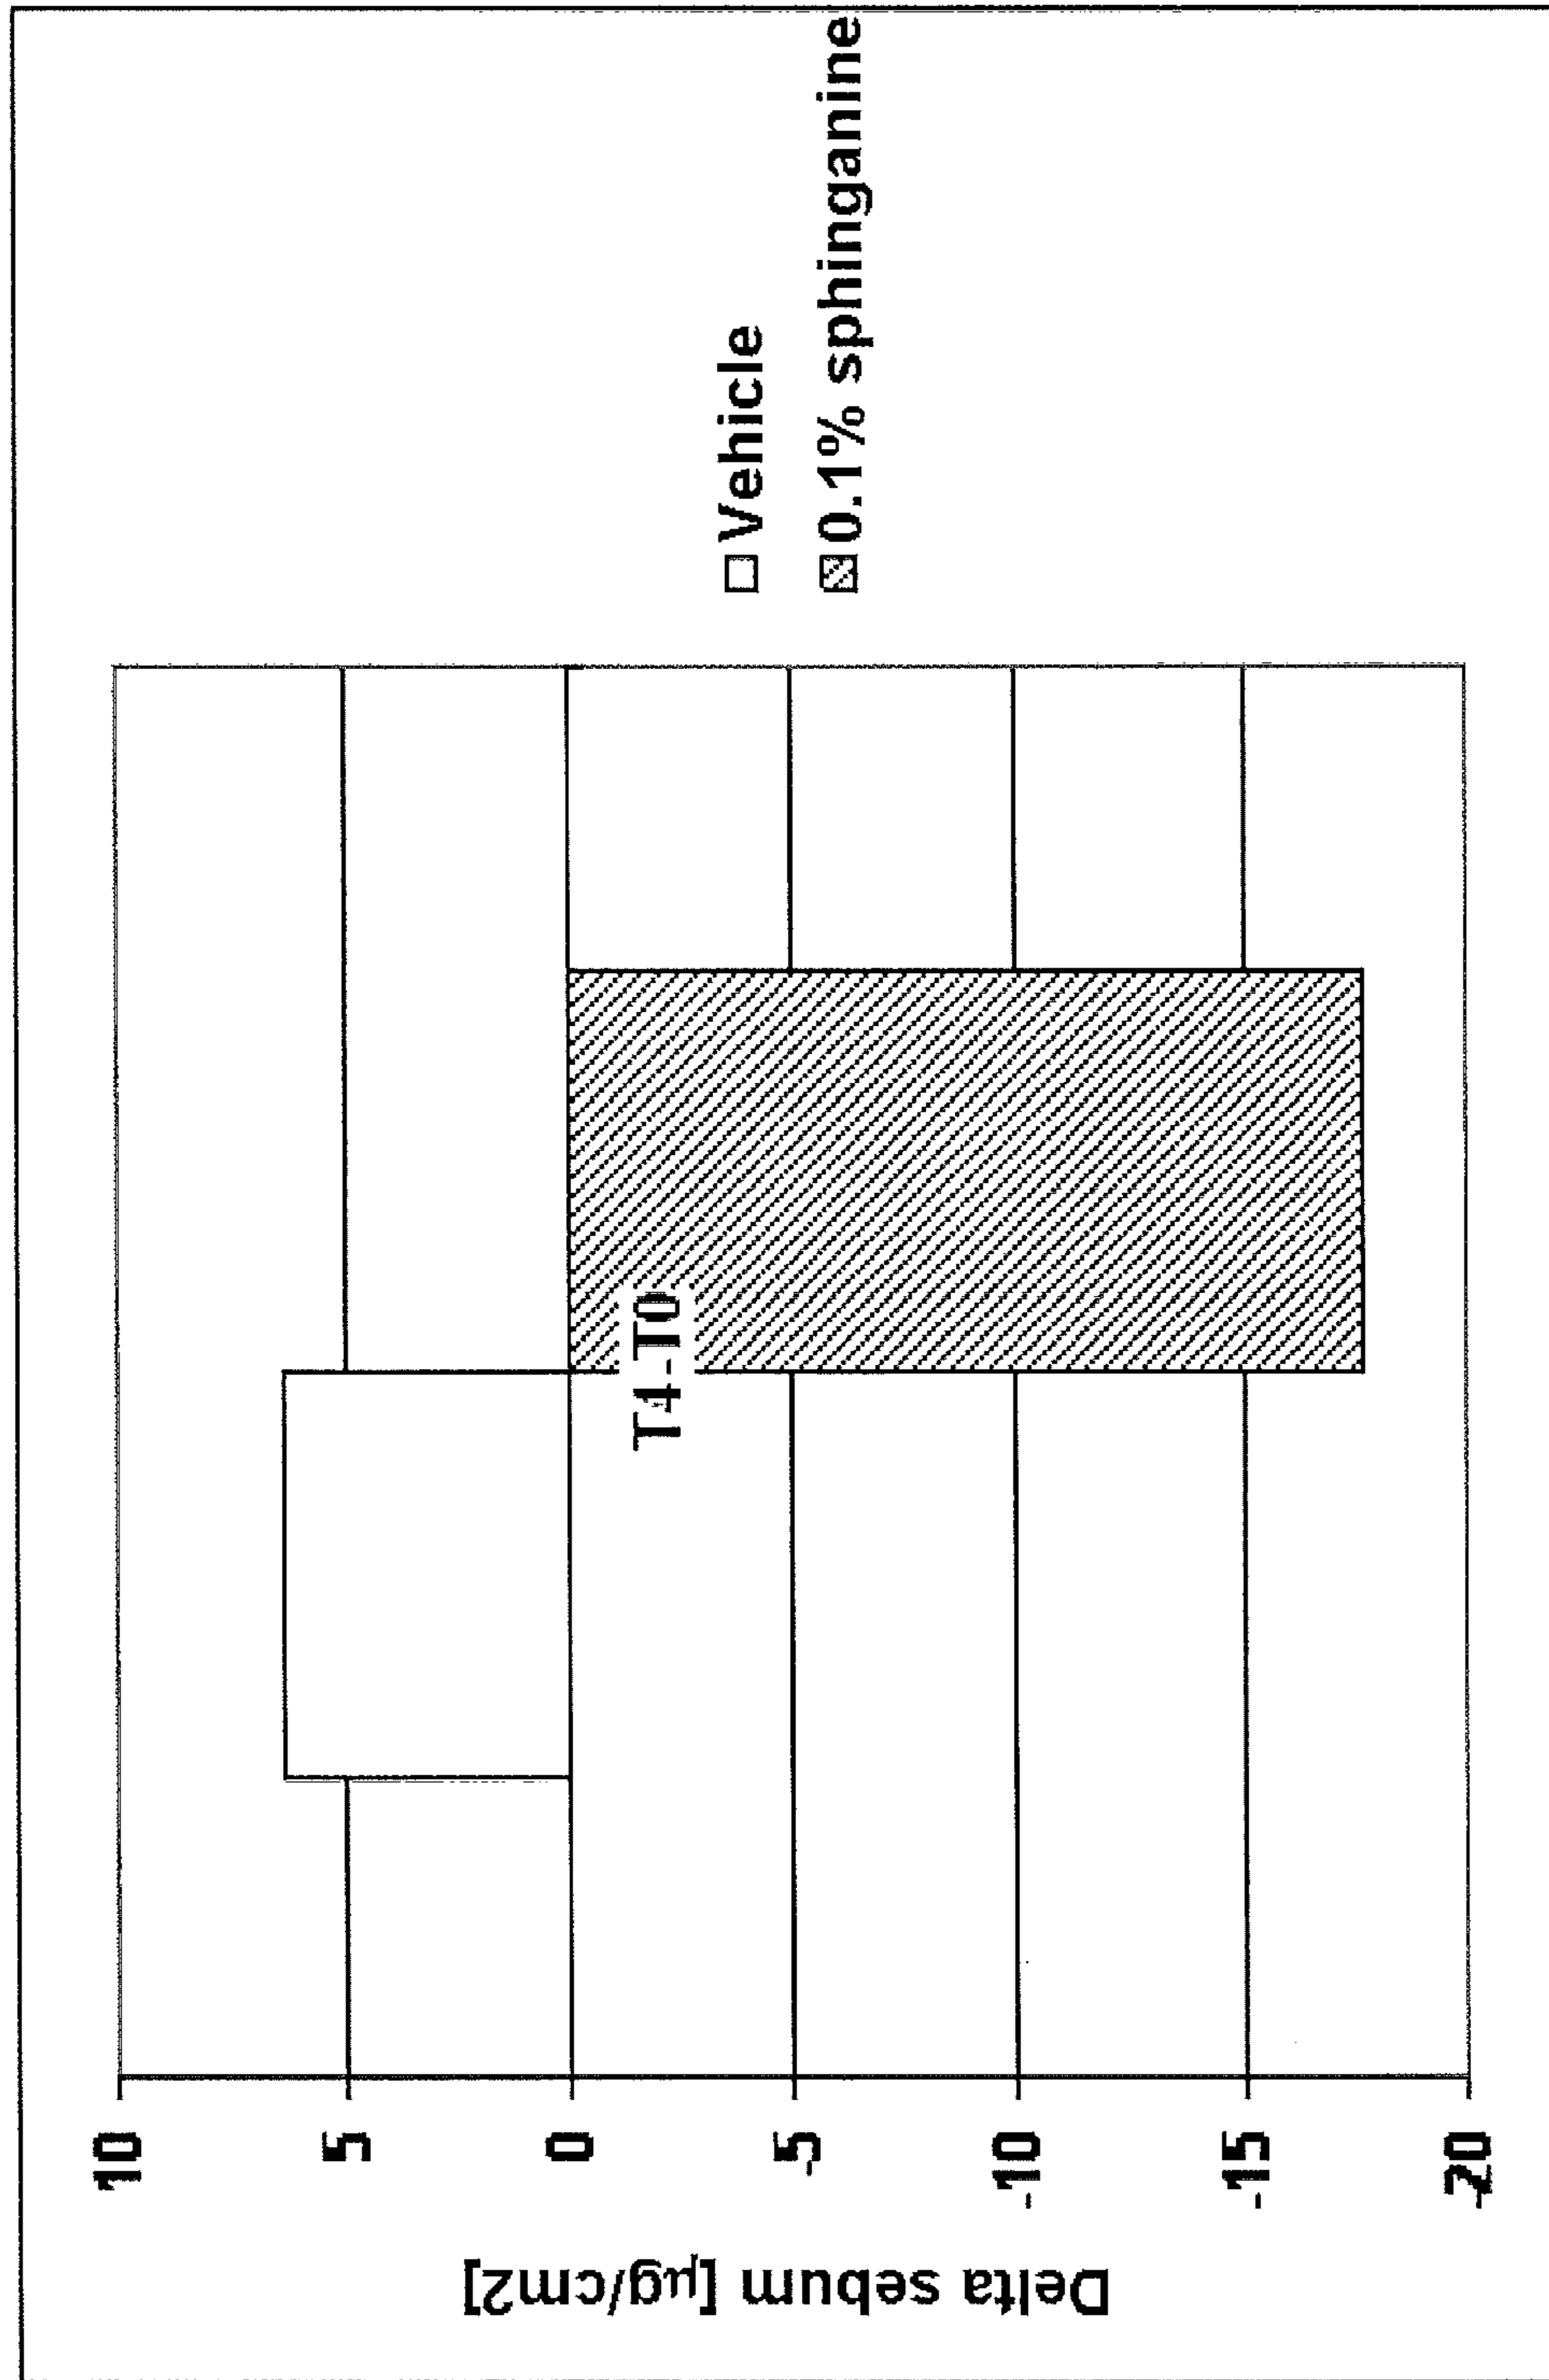 Delta sebum [µg/cm2]
10
5
0
-5
-10
-15
-20
T4-T0
Vehicle
0.1% sphinganine